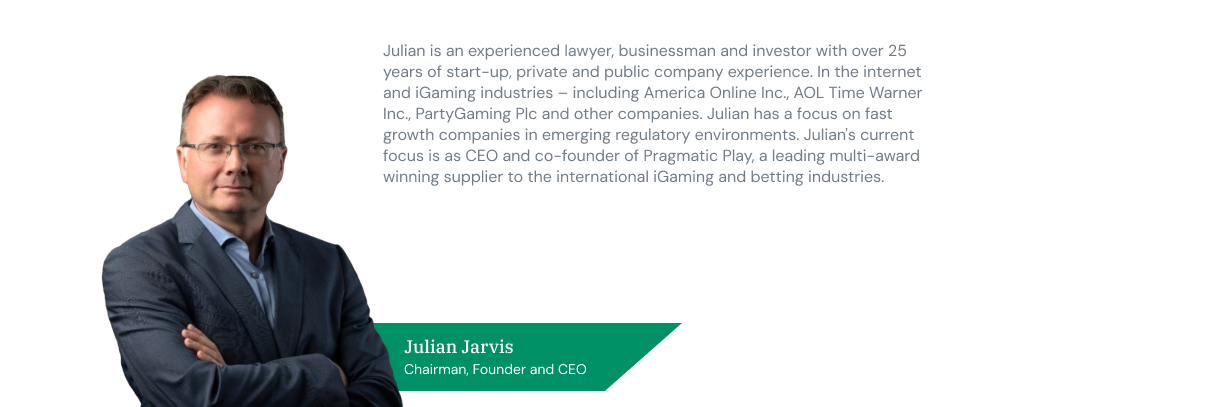 Julian is an experienced lawyer, businessman and investor with over 25
years of start-up, private and public company experience. In the internet
and iGaming industries – including America Online Inc., AOL Time Warner
Inc., PartyGaming Plc and other companies. Julian has a focus on fast
growth companies in emerging regulatory environments. Julian's current
focus is as CEO and co-founder of Pragmatic Play, a leading multi-award
winning supplier to the international iGaming and betting industries.
Julian Jarvis
Chairman, Founder and CEO